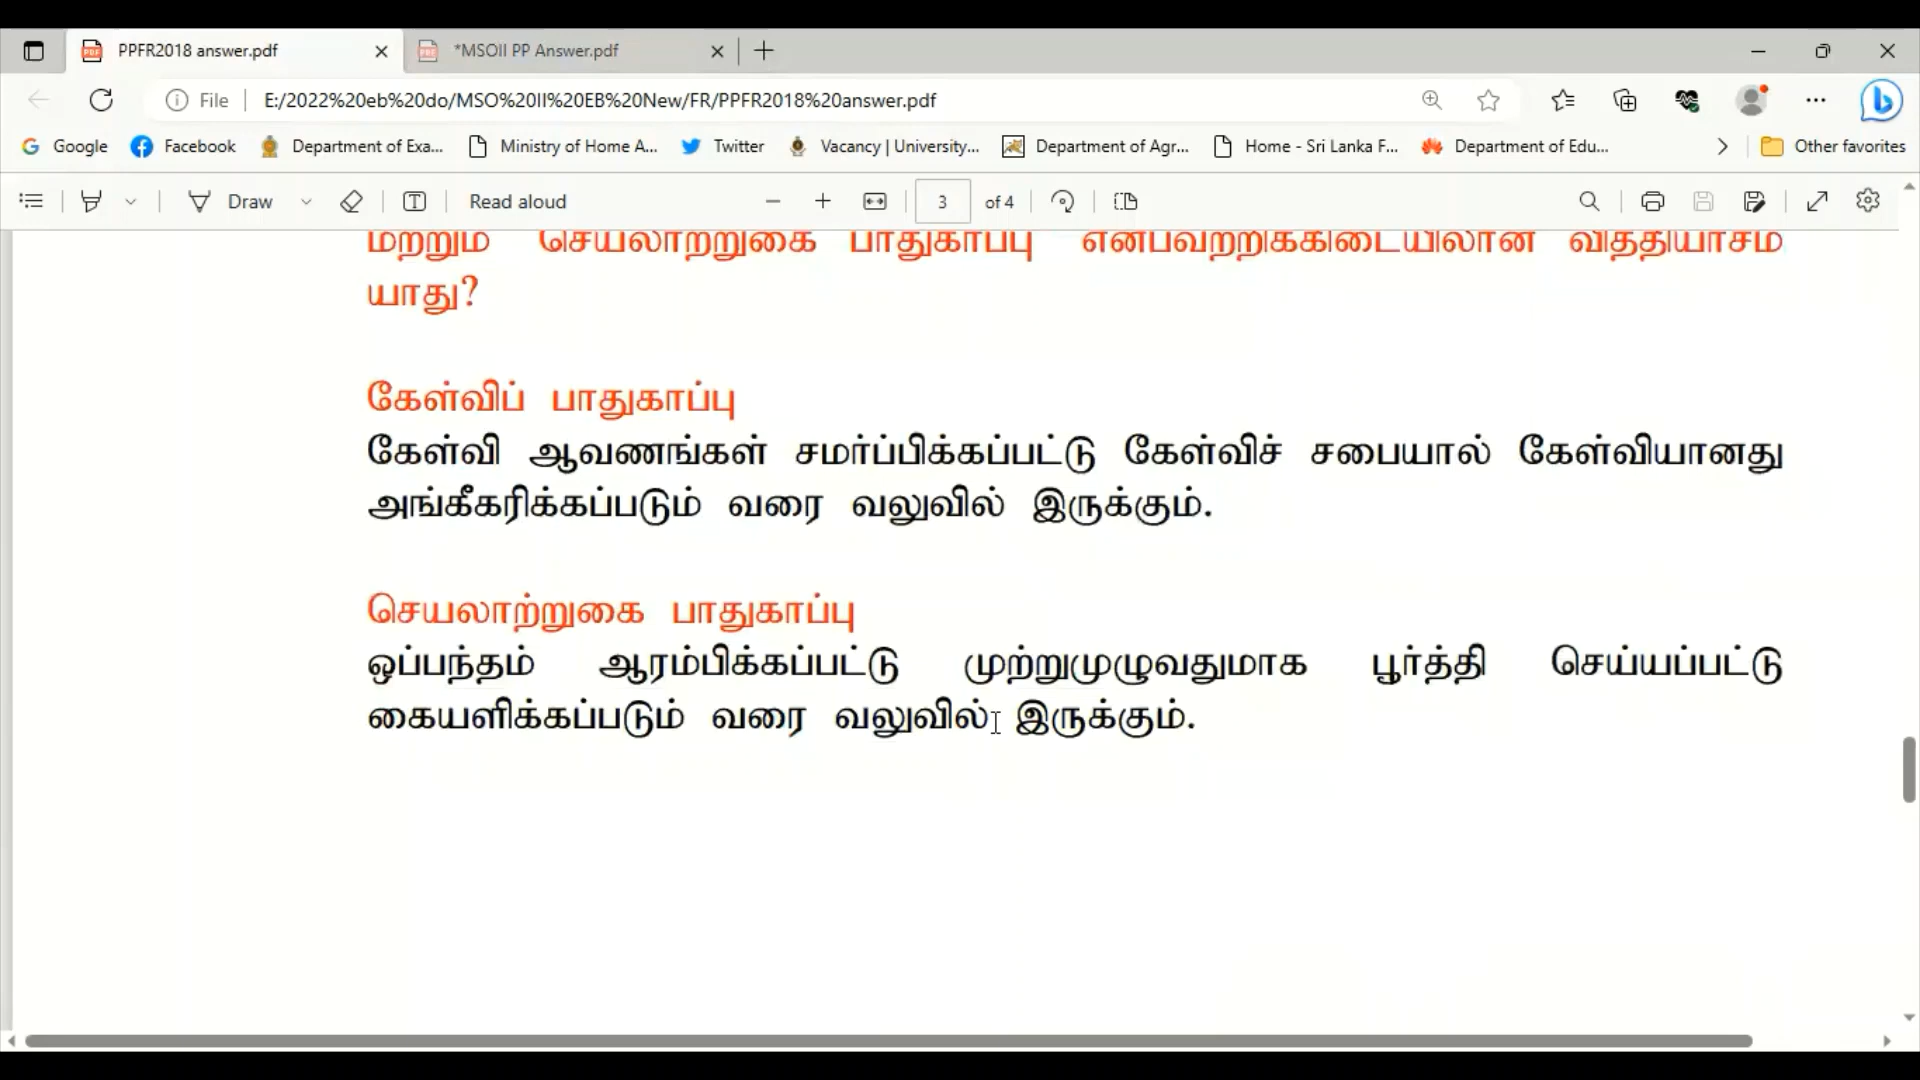 PPFR2018 answer.pdf
*MSOII PP Answer.pdf
File
E:/2022%20eb%20do/MSO%20II%20EB%20New/FR/PPFR2018%20answer.pdf
Google Facebook Department of Exa... Ministry of Home A... Twitter Vacancy | University... Department of Agr... Home - Sri Lanka F... Department of Edu... Other favorites
Draw Read aloud 3 of 4
மற்றும் செயலாற்றுகை பாதுகாப்பு என்பவற்றிக்கிடையிலான வித்தியாசம்
யாது?
கேள்விப் பாதுகாப்பு
கேள்வி ஆவணங்கள் சமர்ப்பிக்கப்பட்டு கேள்விச் சபையால் கேள்வியானது
அங்கீகரிக்கப்படும் வரை வலுவில் இருக்கும்.
செயலாற்றுகை பாதுகாப்பு
ஒப்பந்தம் ஆரம்பிக்கப்பட்டு முற்றுமுழுவதுமாக பூர்த்தி செய்யப்பட்டு
கையளிக்கப்படும் வரை வலுவில் இருக்கும்.